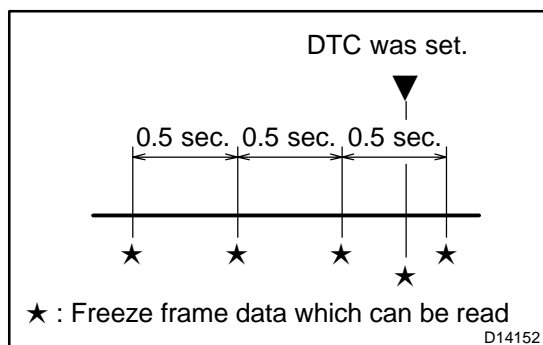 DTC was set.
0.5 sec. 0.5 sec. 0.5 sec.
★ : Freeze frame data which can be read
D14152